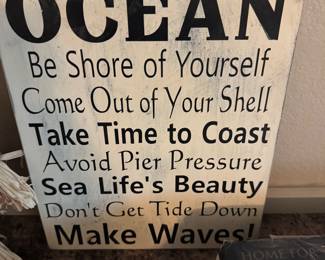 OCEAN
Be Shore of Yourself
Come Out of Your Shell
Take Time to Coast
Avoid Pier Pressure
Sea Life's Beauty
Don't Get Tide Down
Make Waves!